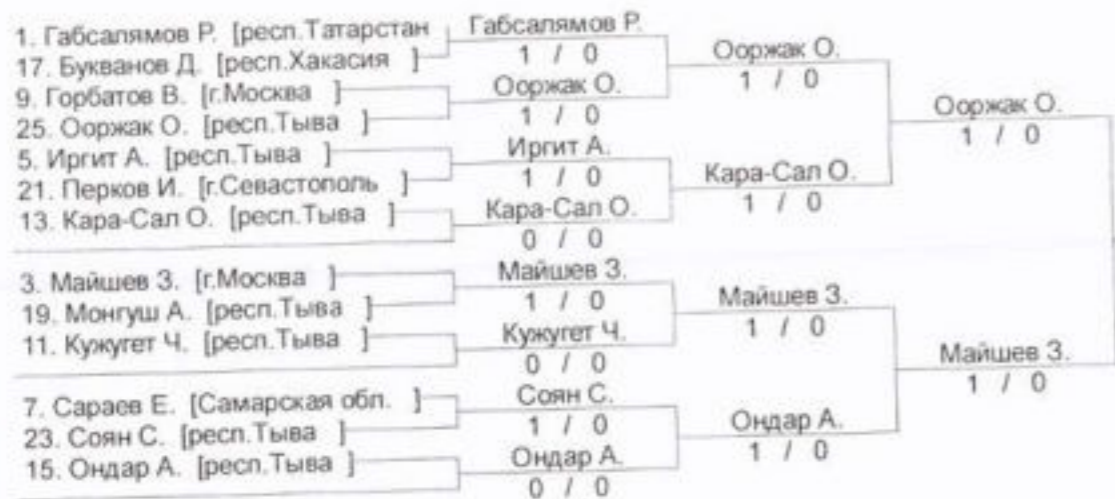 1. Габсалямов Р. [респ.Татарстан
17. Букванов Д. [респ.Хакасия ]
9. Горбатов В. [г.Москва ]
25. Ооржак О. [респ.Тыва ]
5. Иргит А. [респ.Тыва ]
21. Перков И. [г.Севастополь ]
13. Кара-Сал О. [респ.Тыва ]
3. Майшев З. [г.Москва ]
19. Монгуш А. [респ.Тыва ]
11. Кужугет Ч. [респ.Тыва ]
7. Сараев Е. [Самарская обл. ]
23. Соян С. [респ.Тыва ]
15. Ондар А. [респ.Тыва ]
Габсалямов Р.
1 / 0
Ооржак О.
1 / 0
Иргит А.
1 / 0
Кара-Сал О.
0 / 0
Майшев З.
1 / 0
Кужугет Ч.
0 / 0
Соян С.
1 / 0
Ондар А.
0 / 0
Ооржак О.
1 / 0
Кара-Сал О.
1 / 0
Майшев З.
1 / 0
Ондар А.
1 / 0
Ооржак О.
1 / 0
Майшев З.
1 / 0